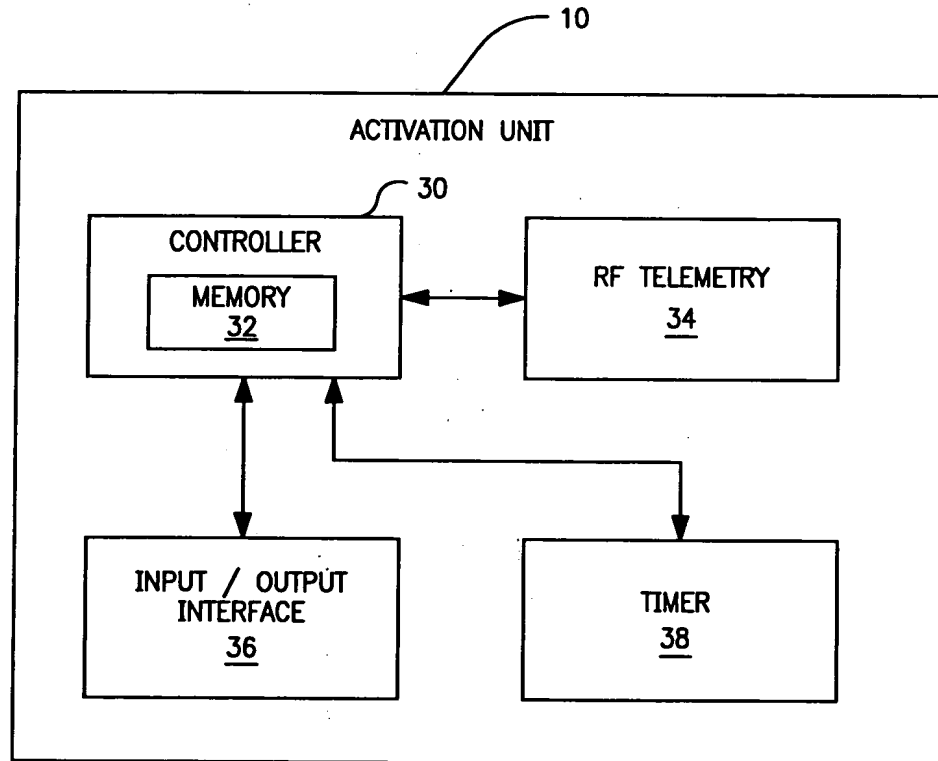 10
ACTIVATION UNIT
30
CONTROLLER
MEMORY
32
RF TELEMETRY
34
INPUT / OUTPUT
INTERFACE
36
TIMER
38